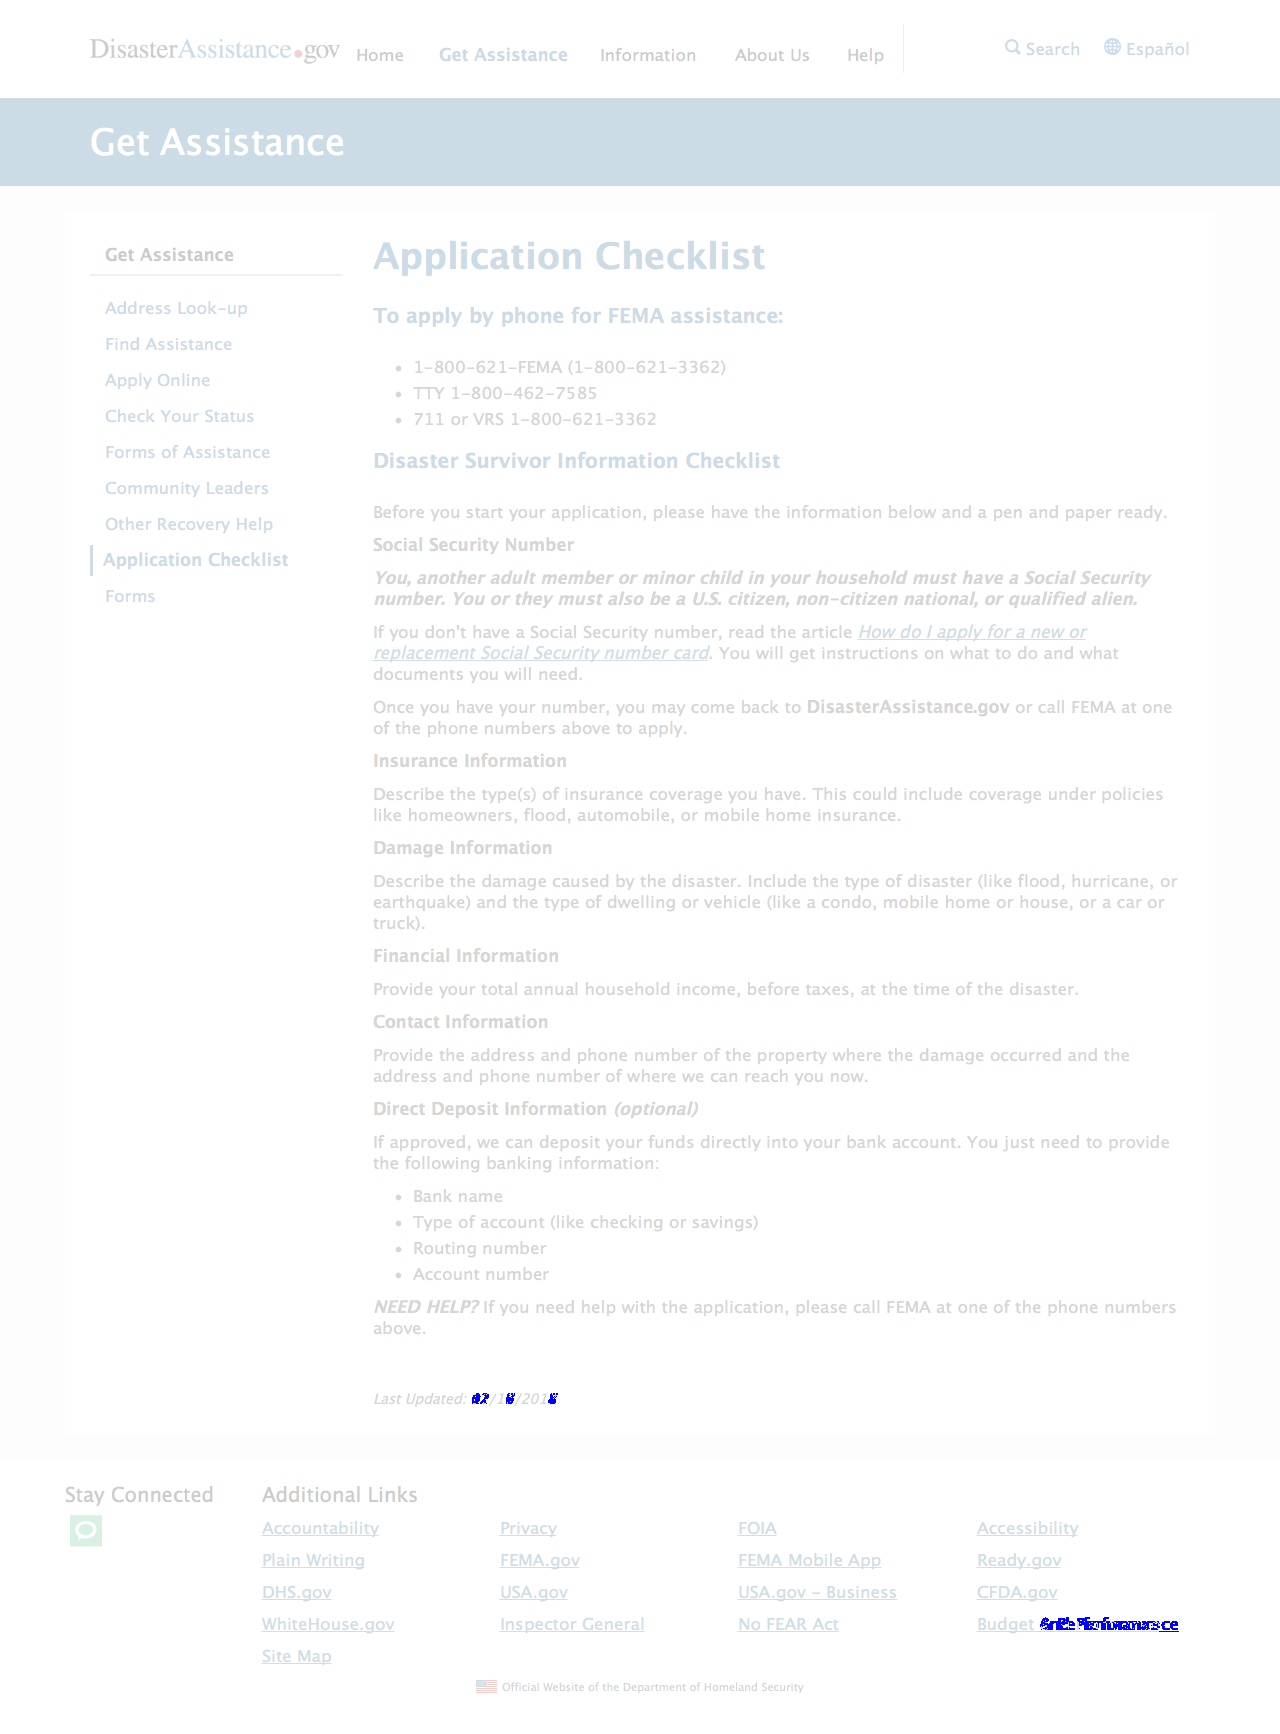 DisasterAssistance.gov Home Get Assistance Information About Us Help Search Español
Get Assistance
Get Assistance
Address Look-up
Find Assistance
Apply Online
Check Your Status
Forms of Assistance
Community Leaders
Other Recovery Help
Application Checklist
Forms
Application Checklist
To apply by phone for FEMA assistance:
• 1-800-621-FEMA (1-800-621-3362)
• TTY 1-800-462-7585
• 711 or VRS 1-800-621-3362
Disaster Survivor Information Checklist
Before you start your application, please have the information below and a pen and paper ready.
Social Security Number
You, another adult member or minor child in your household must have a Social Security
number. You or they must also be a U.S. citizen, non-citizen national, or qualified alien.
If you don't have a Social Security number, read the article How do I apply for a new or
replacement Social Security number card. You will get instructions on what to do and what
documents you will need.
Once you have your number, you may come back to DisasterAssistance.gov or call FEMA at one
of the phone numbers above to apply.
Insurance Information
Describe the type(s) of insurance coverage you have. This could include coverage under policies
like homeowners, flood, automobile, or mobile home insurance.
Damage Information
Describe the damage caused by the disaster. Include the type of disaster (like flood, hurricane, or
earthquake) and the type of dwelling or vehicle (like a condo, mobile home or house, or a car or
truck).
Financial Information
Provide your total annual household income, before taxes, at the time of the disaster.
Contact Information
Provide the address and phone number of the property where the damage occurred and the
address and phone number of where we can reach you now.
Direct Deposit Information (optional)
If approved, we can deposit your funds directly into your bank account. You just need to provide
the following banking information:
• Bank name
• Type of account (like checking or savings)
• Routing number
• Account number
NEED HELP? If you need help with the application, please call FEMA at one of the phone numbers
above.
Last Updated:
Stay Connected
Additional Links
Accountability Privacy FOIA Accessibility
Plain Writing FEMA.gov FEMA Mobile App Ready.gov
DHS.gov USA.gov USA.gov - Business CFDA.gov
WhiteHouse.gov Inspector General No FEAR Act Budget
Site Map
Official Website of the Department of Homeland Security